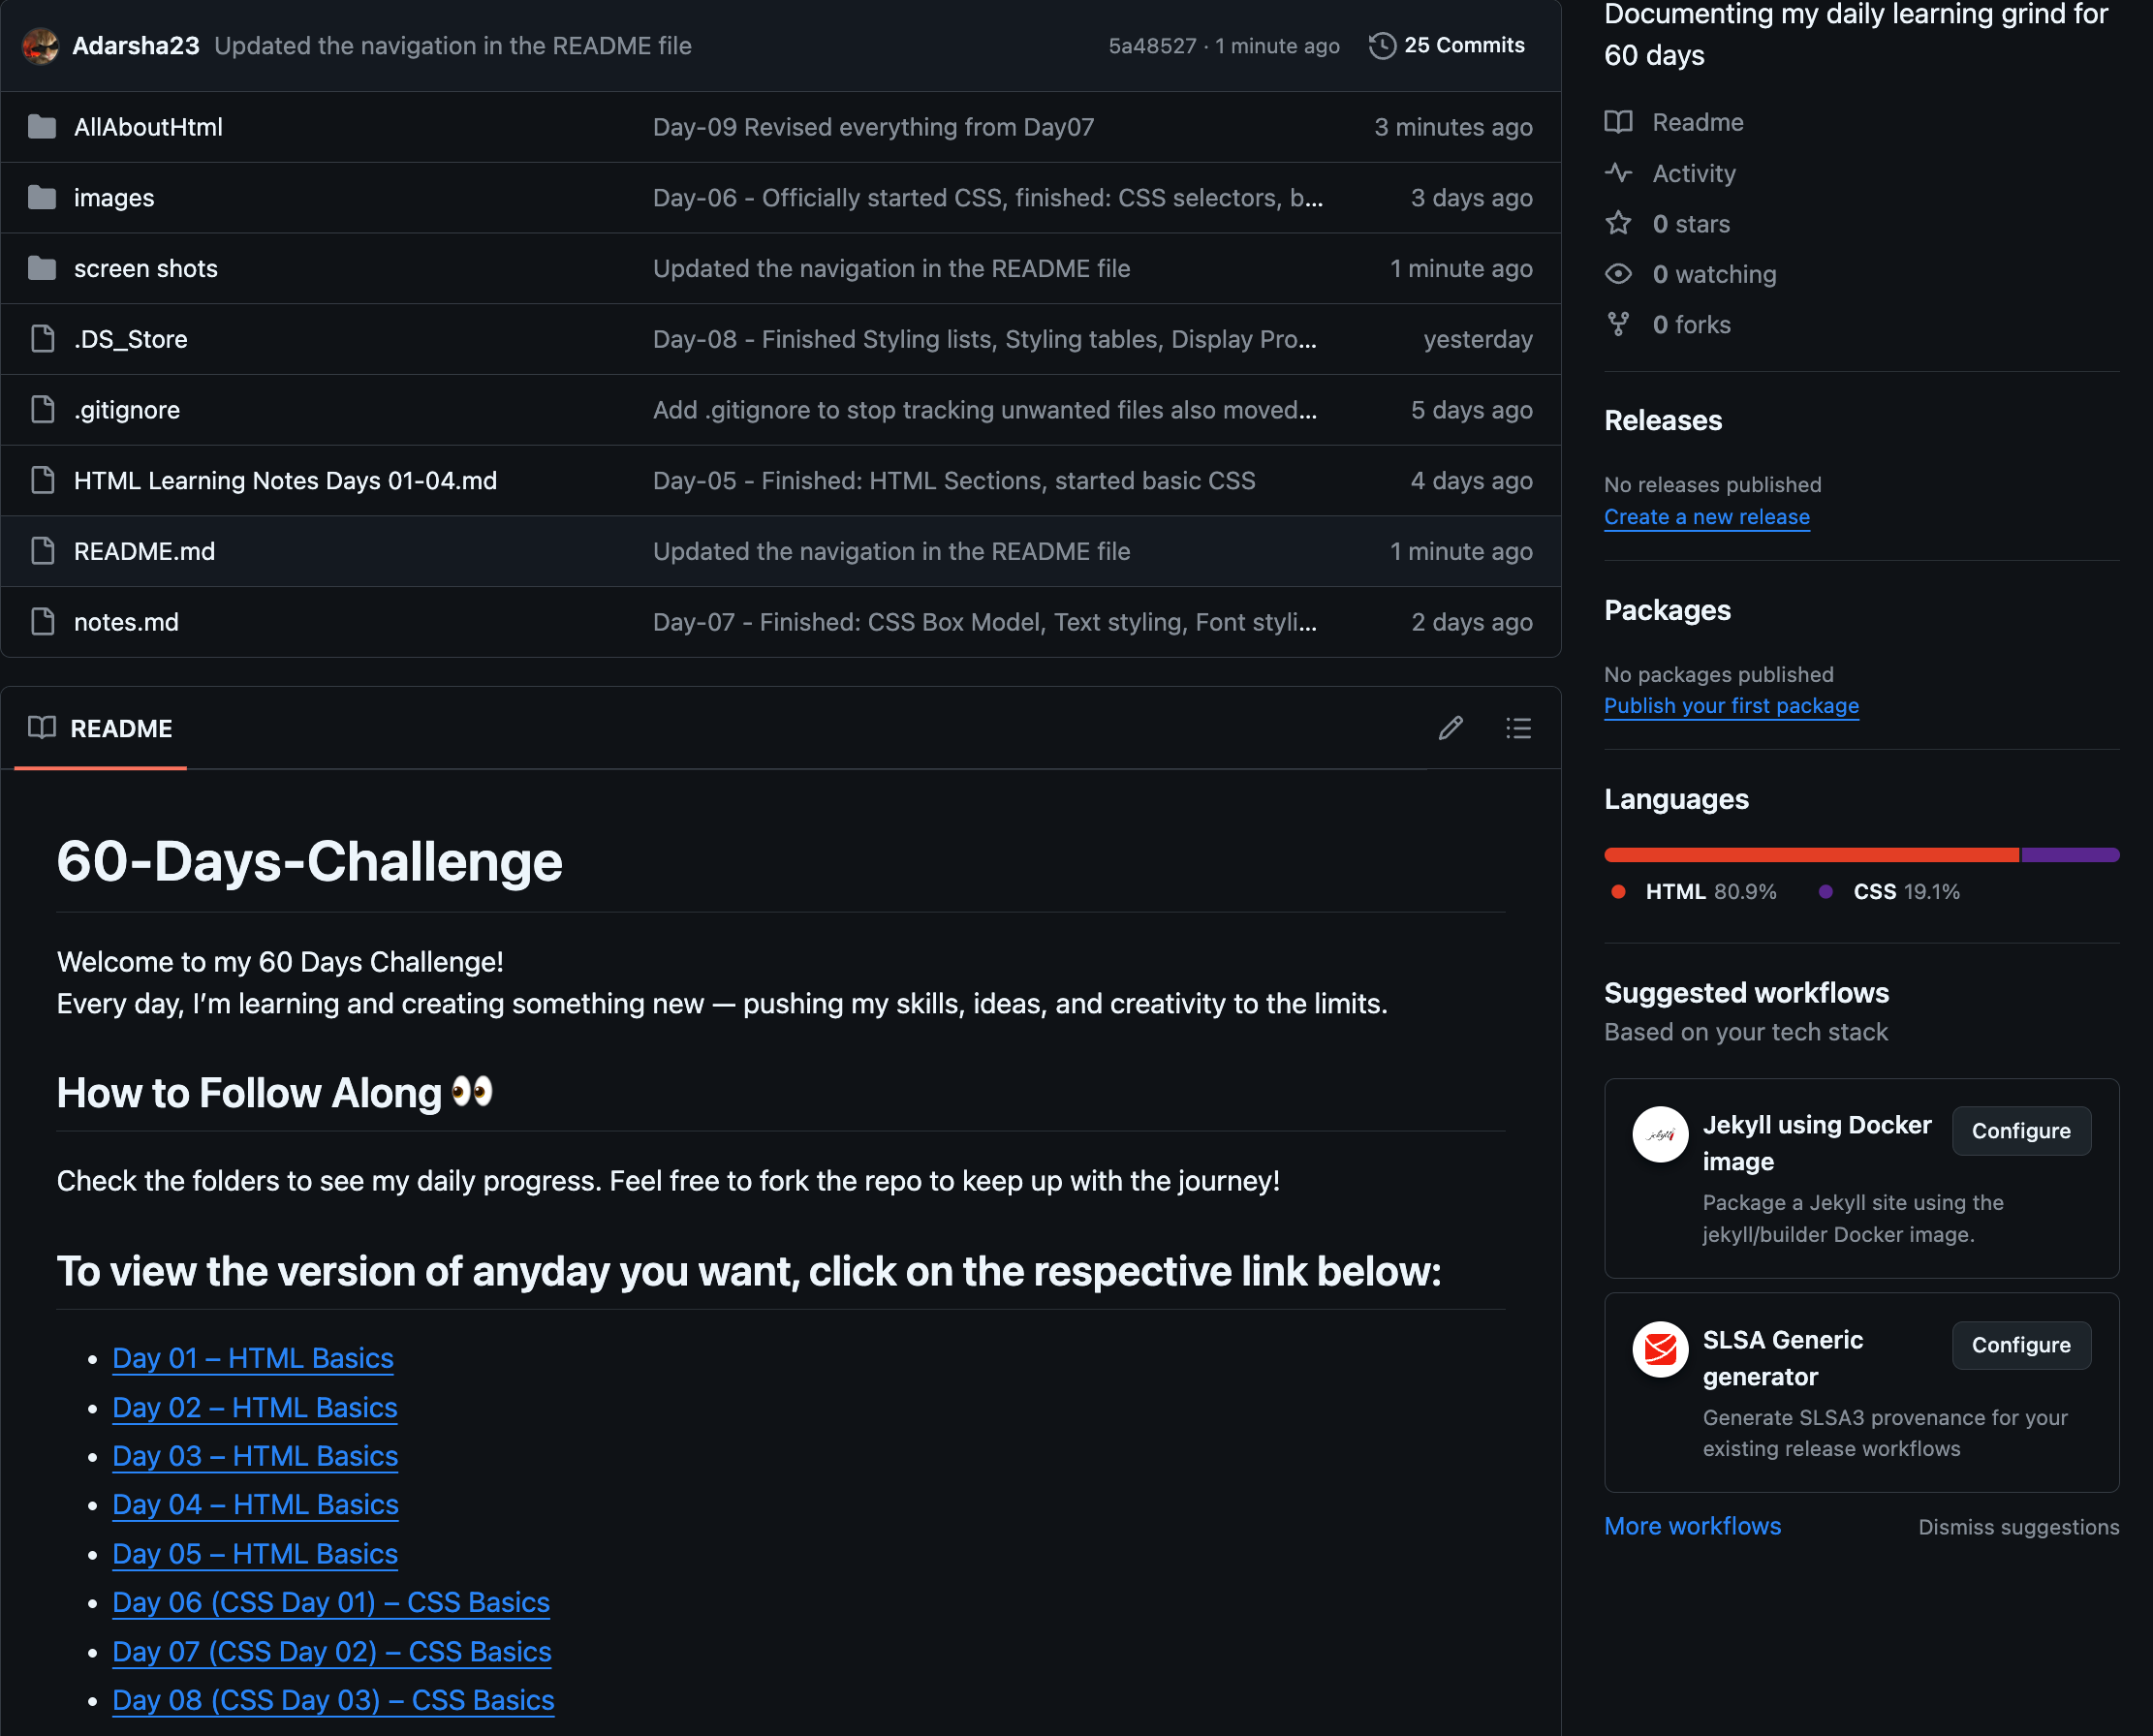 Adarsha23 Updated the navigation in the README file 5a48527 · 1 minute ago 25 Commits
AllAboutHtml Day-09 Revised everything from Day07 3 minutes ago
images Day-06 - Officially started CSS, finished: CSS selectors, b... 3 days ago
screen shots Updated the navigation in the README file 1 minute ago
.DS_Store Day-08 - Finished Styling lists, Styling tables, Display Pro... yesterday
.gitignore Add .gitignore to stop tracking unwanted files also moved... 5 days ago
HTML Learning Notes Days 01-04.md Day-05 - Finished: HTML Sections, started basic CSS 4 days ago
README.md Updated the navigation in the README file 1 minute ago
notes.md Day-07 - Finished: CSS Box Model, Text styling, Font styli... 2 days ago
README
60-Days-Challenge
Welcome to my 60 Days Challenge!
Every day, I’m learning and creating something new — pushing my skills, ideas, and creativity to the limits.
How to Follow Along 👀
Check the folders to see my daily progress. Feel free to fork the repo to keep up with the journey!
To view the version of anyday you want, click on the respective link below:
Day 01 – HTML Basics
Day 02 – HTML Basics
Day 03 – HTML Basics
Day 04 – HTML Basics
Day 05 – HTML Basics
Day 06 (CSS Day 01) – CSS Basics
Day 07 (CSS Day 02) – CSS Basics
Day 08 (CSS Day 03) – CSS Basics
Documenting my daily learning grind for
60 days
Readme
Activity
0 stars
0 watching
0 forks
Releases
No releases published
Create a new release
Packages
No packages published
Publish your first package
Languages
HTML 80.9% CSS 19.1%
Suggested workflows
Based on your tech stack
jekyll
Jekyll using Docker
image
Configure
Package a Jekyll site using the
jekyll/builder Docker image.
SLSA Generic
generator
Configure
Generate SLSA3 provenance for your
existing release workflows
More workflows Dismiss suggestions